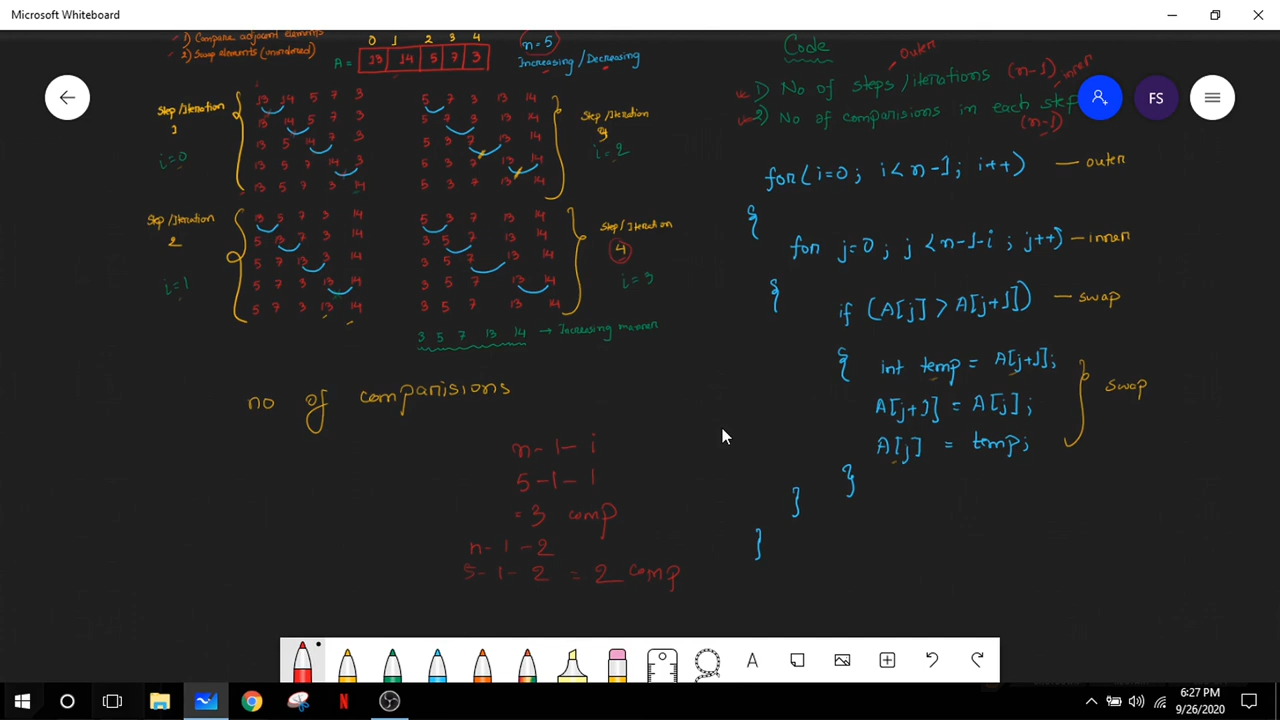 Microsoft Whiteboard
1) Compare adjacent elements
2) Swap elements (unordered)
0 1 2 3 4
A = 13 14 5 7 3
n=5
Increasing / Decreasing
Step/Iteration
1
i=0
13 14 5 7 3
13 14 5 7 3
13 5 14 7 3
13 5 7 14 3
13 5 7 3 14
5 7 3 13 14
5 7 3 13 14
5 3 7 13 14
5 3 7 13 14
5 3 7 13 14
Step/Iteration
3
i=2
Step/Iteration
2
i=1
13 5 7 3 14
5 13 7 3 14
5 7 13 3 14
5 7 3 13 14
5 7 3 13 14
5 3 7 13 14
3 5 7 13 14
3 5 7 13 14
3 5 7 13 14
3 5 7 13 14
Step/Iteration
4
i=3
3 5 7 13 14 → Increasing manner
no of comparisions
n-1-i
5-1-1
= 3 comp
n-1-2
5-1-2 = 2 comp
Code
Outer
1) No of steps/iterations (n-1)
inner
2) No of comparisions in each step
(n-1)
FS
for(i=0; i<n-1; i++) — outer
{
for j=0; j<n-1-i; j++) — inner
{
if (A[j] > A[j+1]) — swap
{ int temp = A[j+1];
A[j+1] = A[j];
A[j] = temp;
swap
}
}
}
A
N
6:27 PM
9/26/2020